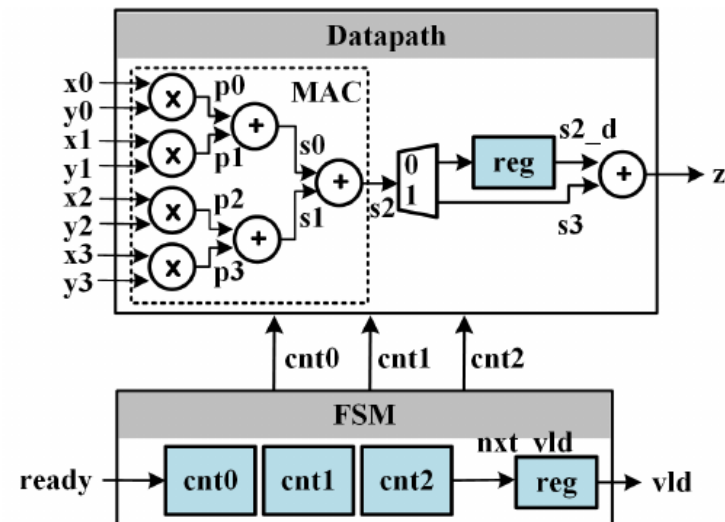 Datapath
MAC
x0
y0
x1
y1
x2
y2
x3
y3
x
x
x
x
p0
p1
p2
p3
+
+
s0
s1
+
s2
0
1
reg
s2_d
s3
+
z
cnt0
cnt1
cnt2
FSM
ready
cnt0
cnt1
cnt2
nxt_vld
reg
vld